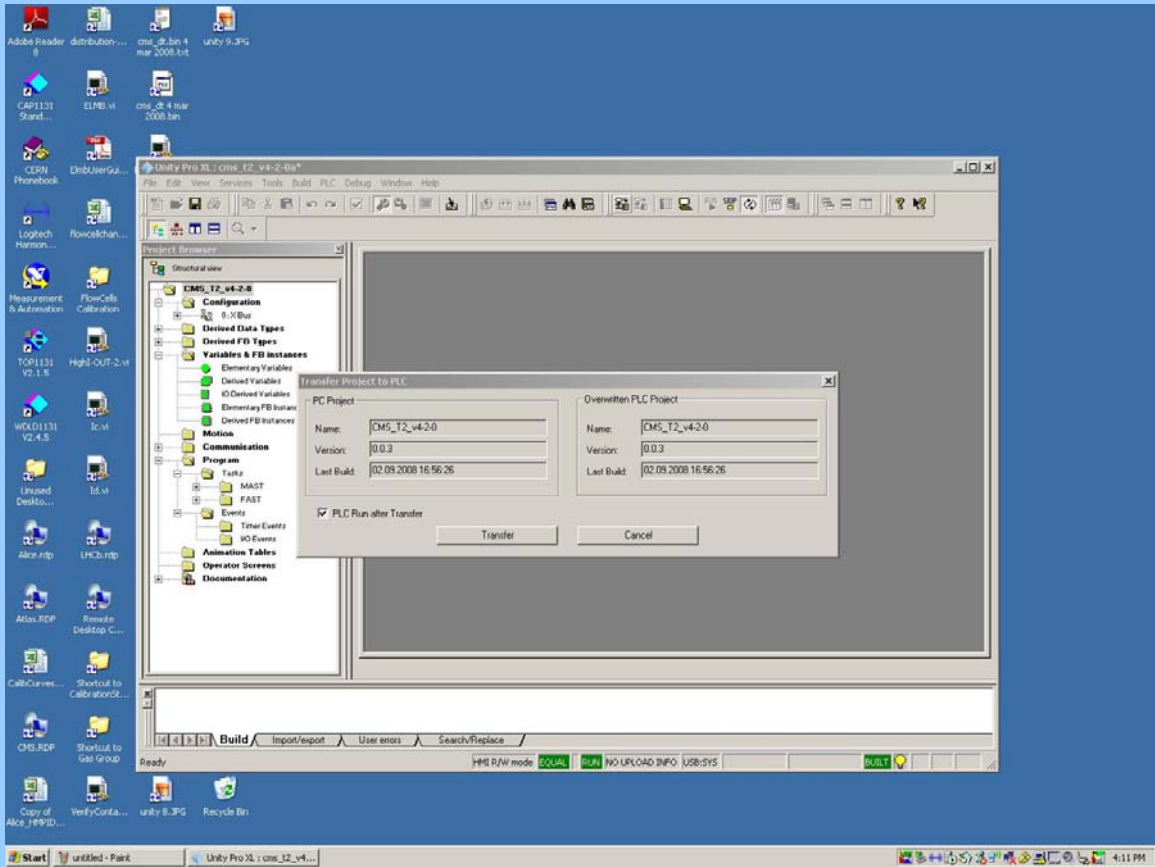 Adobe Reader 8
distribution-...
cms_dt.bin 4 mar 2008.txt
unity 9.JPG
CAP1131 Stand...
ELMB.vi
cms_dt 4 mar 2008.bin
CERN Phonebook
ElmbUserGui...
Logitech Harmon...
flowcellchan...
Measurement & Automation
FlowCells Calibration
TOP1131 V2.1.5
HighI-OUT-2.vi
WDLD1131 V2.4.5
Ic.vi
Unused Deskto...
Id.vi
Alice.rdp
LHCb.rdp
Atlas.RDP
Remote Desktop C...
CalibCurves...
Shortcut to CalibrationSt...
CMS.RDP
Shortcut to Gas Group
Copy of Alice_HMPID...
VerifyConta...
unity 8.JPG
Recycle Bin
Unity Pro XL : cms_t2_v4-2-0a*
File Edit View Services Tools Build PLC Debug Window Help
Project Browser
Structural view
CMS_T2_v4-2-0
Configuration
0 : X Bus
Derived Data Types
Derived FB Types
Variables & FB instances
Elementary Variables
Derived Variables
IO Derived Variables
Elementary FB Instanc
Derived FB Instances
Motion
Communication
Program
Tasks
MAST
FAST
Events
Timer Events
I/O Events
Animation Tables
Operator Screens
Documentation
Transfer Project to PLC
PC Project
Name: CMS_T2_v4-2-0
Version: 0.0.3
Last Build: 02.09.2008 16:56:26
Overwritten PLC Project
Name: CMS_T2_v4-2-0
Version: 0.0.3
Last Build: 02.09.2008 16:56:26
PLC Run after Transfer
Transfer Cancel
Build Import/export User errors Search/Replace
Ready HMI R/W mode EQUAL RUN NO UPLOAD INFO USB:SYS BUILT
Start untitled - Paint Unity Pro XL : cms_t2_v4... 4:11 PM